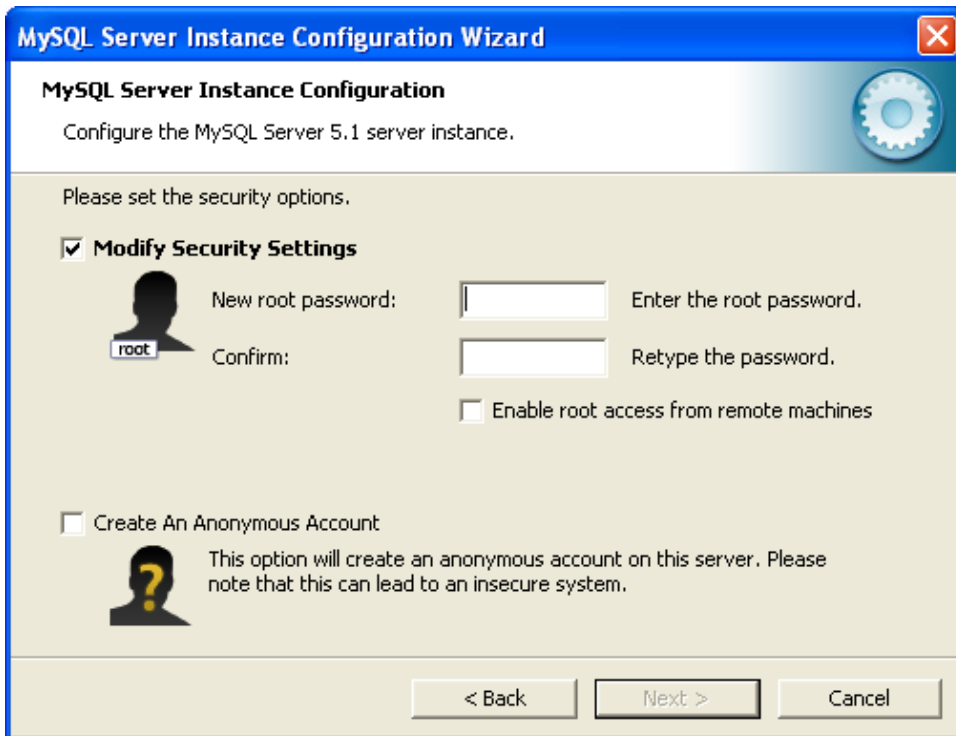 MySQL Server Instance Configuration Wizard
MySQL Server Instance Configuration
Configure the MySQL Server 5.1 server instance.
Please set the security options.
Modify Security Settings
root
New root password:
Enter the root password.
Confirm:
Retype the password.
Enable root access from remote machines
Create An Anonymous Account
?
This option will create an anonymous account on this server. Please
note that this can lead to an insecure system.
< Back
Next >
Cancel